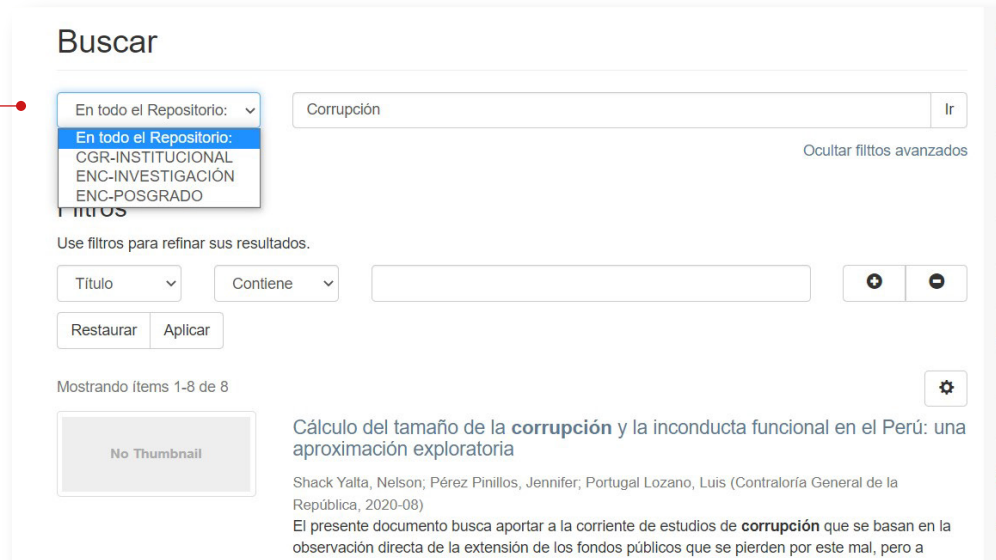 Buscar
En todo el Repositorio:
Corrupción
Ir
En todo el Repositorio:
CGR-INSTITUCIONAL
ENC-INVESTIGACIÓN
ENC-POSGRADO
Ocultar filttos avanzados
Filtros
Use filtros para refinar sus resultados.
Título
Contiene
Restaurar
Aplicar
Mostrando ítems 1-8 de 8
No Thumbnail
Cálculo del tamaño de la corrupción y la inconducta funcional en el Perú: una
aproximación exploratoria
Shack Yalta, Nelson; Pérez Pinillos, Jennifer; Portugal Lozano, Luis (Contraloría General de la
República, 2020-08)
El presente documento busca aportar a la corriente de estudios de corrupción que se basan en la
observación directa de la extensión de los fondos públicos que se pierden por este mal, pero a